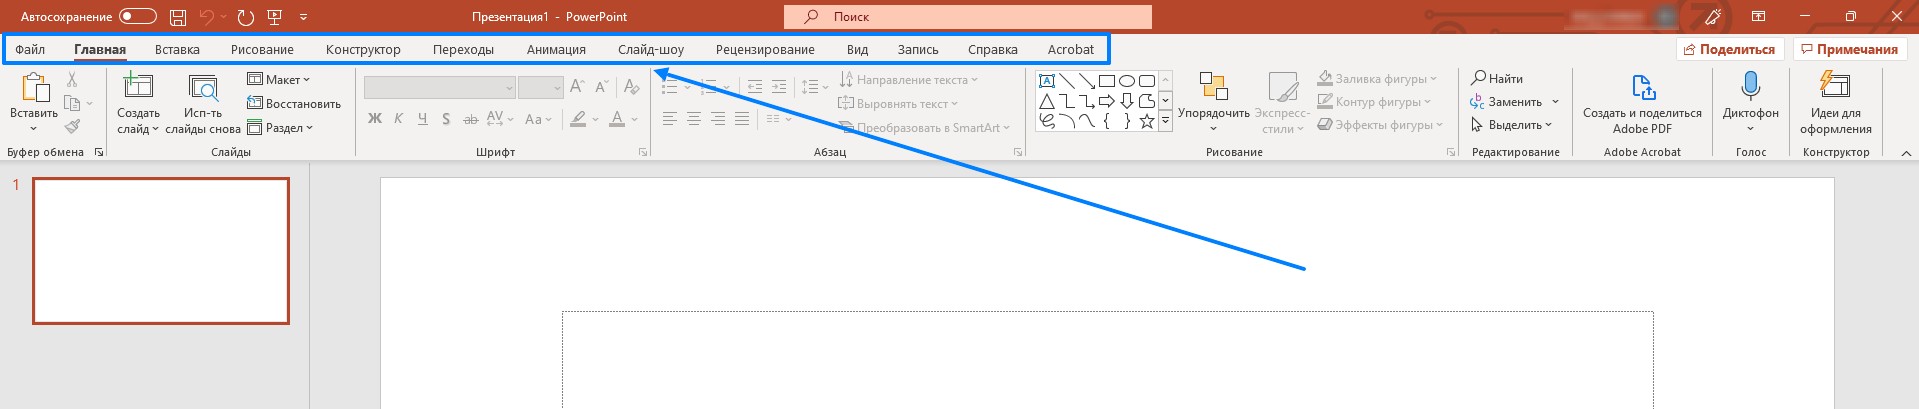 Автосохранение
Презентация1 - PowerPoint
Поиск
Файл Главная Вставка Рисование Конструктор Переходы Анимация Слайд-шоу Рецензирование Вид Запись Справка Acrobat
Поделиться
Примечания
Вставить
Буфер обмена
Создать слайд
Исп-ть слайды снова
Макет
Восстановить
Раздел
Слайды
Ж К Ч S ab AV Aa А А А
Шрифт
Направление текста
Выровнять текст
Преобразовать в SmartArt
Абзац
Упорядочить
Экспресс-стили
Заливка фигуры
Контур фигуры
Эффекты фигуры
Рисование
Найти
Заменить
Выделить
Редактирование
Создать и поделиться Adobe PDF
Adobe Acrobat
Диктофон
Голос
Идеи для оформления
Конструктор
1